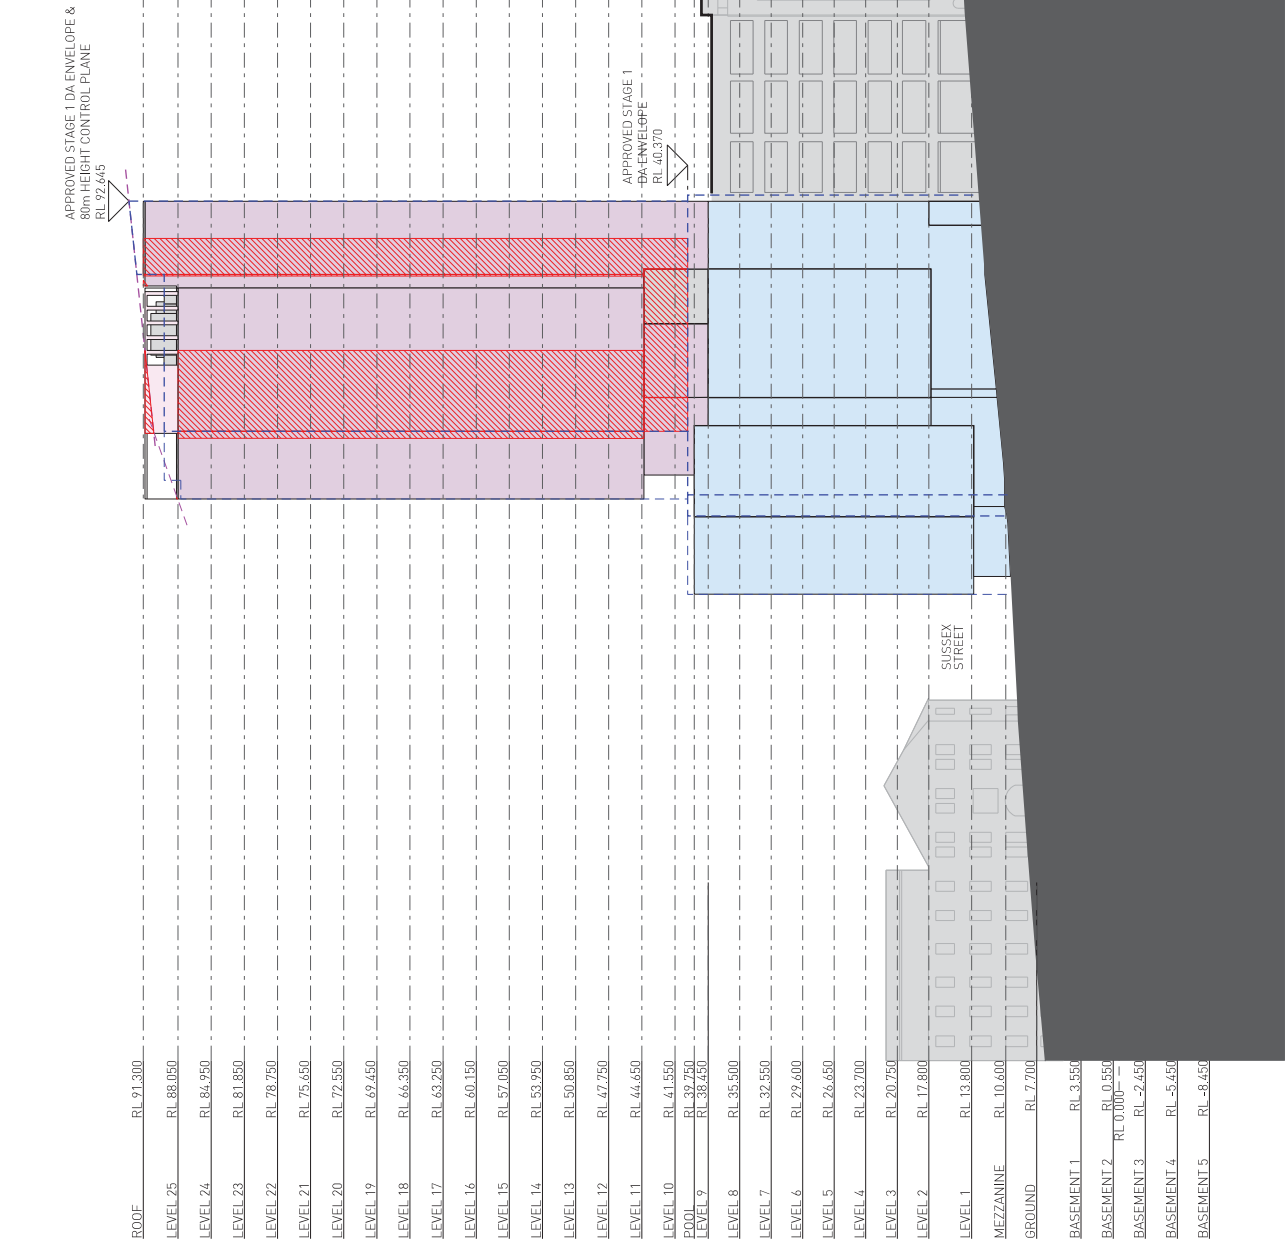 APPROVED STAGE 1 DA ENVELOPE &
80m HEIGHT CONTROL PLANE
RL 92.645
APPROVED STAGE 1
DA ENVELOPE
RL 40.370
SUSSEX
STREET
ROOF RL 91.300
LEVEL 25 RL 88.050
LEVEL 24 RL 84.950
LEVEL 23 RL 81.850
LEVEL 22 RL 78.750
LEVEL 21 RL 75.650
LEVEL 20 RL 72.550
LEVEL 19 RL 69.450
LEVEL 18 RL 66.350
LEVEL 17 RL 63.250
LEVEL 16 RL 60.150
LEVEL 15 RL 57.050
LEVEL 14 RL 53.950
LEVEL 13 RL 50.850
LEVEL 12 RL 47.750
LEVEL 11 RL 44.650
LEVEL 10 RL 41.550
POOL RL 39.750
LEVEL 9 RL 38.450
LEVEL 8 RL 35.500
LEVEL 7 RL 32.550
LEVEL 6 RL 29.600
LEVEL 5 RL 26.650
LEVEL 4 RL 23.700
LEVEL 3 RL 20.750
LEVEL 2 RL 17.800
LEVEL 1 RL 13.800
MEZZANINE RL 10.600
GROUND RL 7.700
BASEMENT 1 RL 3.550
BASEMENT 2 RL 0.550
RL 0.000
BASEMENT 3 RL -2.450
BASEMENT 4 RL -5.450
BASEMENT 5 RL -8.450